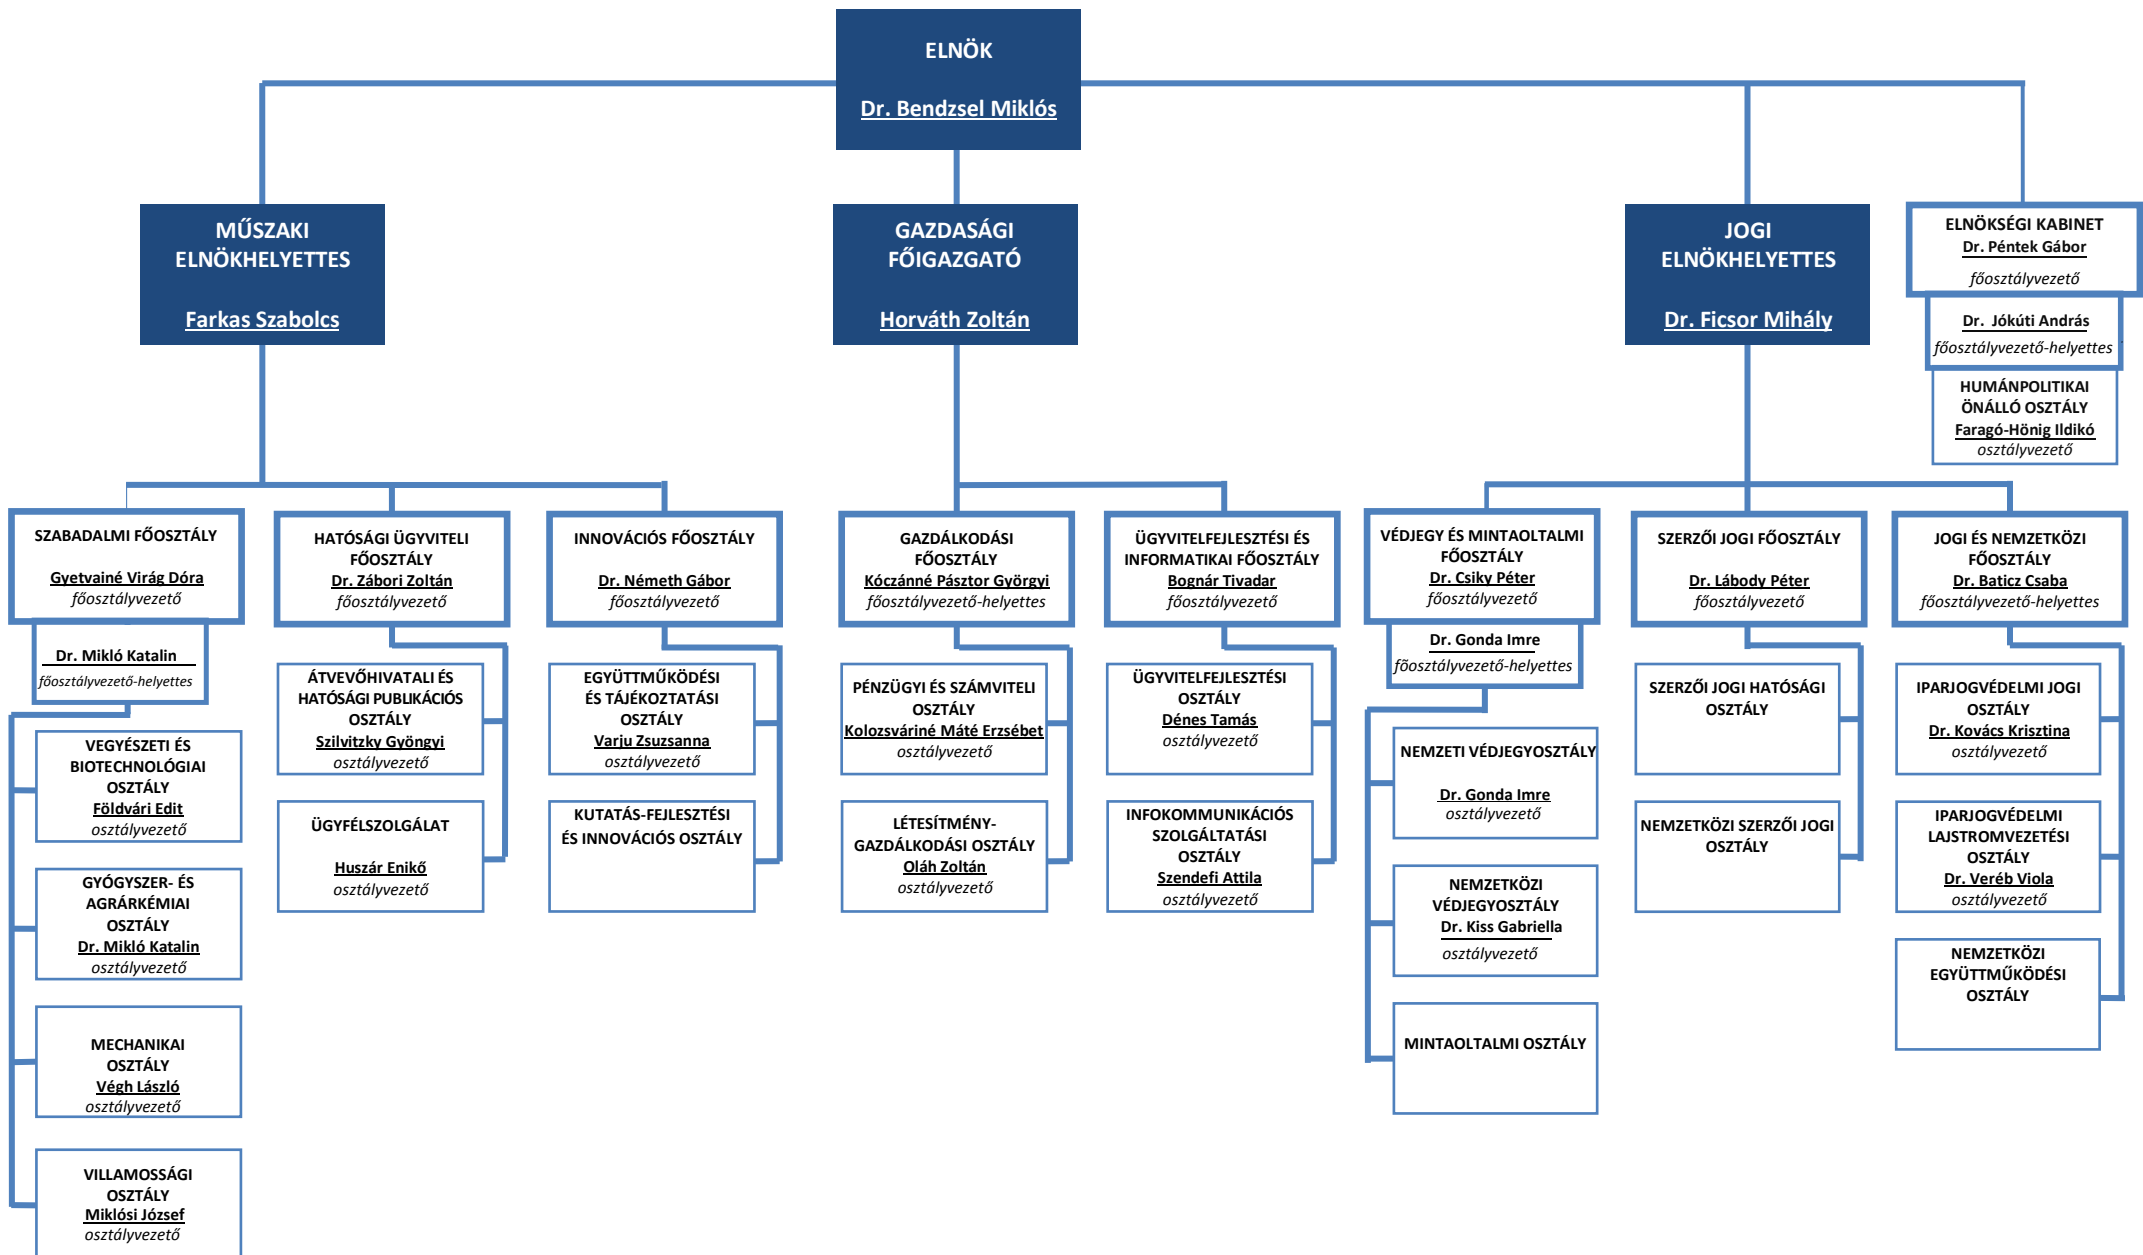 ELNÖK
Dr. Bendzsel Miklós
MŰSZAKI
ELNÖKHELYETTES
Farkas Szabolcs
GAZDASÁGI
FŐIGAZGATÓ
Horváth Zoltán
JOGI
ELNÖKHELYETTES
Dr. Ficsor Mihály
ELNÖKSÉGI KABINET
Dr. Péntek Gábor
főosztályvezető
Dr. Jókúti András
főosztályvezető-helyettes
HUMÁNPOLITIKAI
ÖNÁLLÓ OSZTÁLY
Faragó-Hönig Ildikó
osztályvezető
SZABADALMI FŐOSZTÁLY
Gyetvainé Virág Dóra
főosztályvezető
Dr. Mikló Katalin
főosztályvezető-helyettes
VEGYÉSZETI ÉS
BIOTECHNOLÓGIAI
OSZTÁLY
Földvári Edit
osztályvezető
GYÓGYSZER- ÉS
AGRÁRKÉMIAI
OSZTÁLY
Dr. Mikló Katalin
osztályvezető
MECHANIKAI
OSZTÁLY
Végh László
osztályvezető
VILLAMOSSÁGI
OSZTÁLY
Miklósi József
osztályvezető
HATÓSÁGI ÜGYVITELI
FŐOSZTÁLY
Dr. Zábori Zoltán
főosztályvezető
ÁTVEVŐHIVATALI ÉS
HATÓSÁGI PUBLIKÁCIÓS
OSZTÁLY
Szilvitzky Gyöngyi
osztályvezető
ÜGYFÉLSZOLGÁLAT
Huszár Enikő
osztályvezető
INNOVÁCIÓS FŐOSZTÁLY
Dr. Németh Gábor
főosztályvezető
EGYÜTTMŰKÖDÉSI
ÉS TÁJÉKOZTATÁSI
OSZTÁLY
Varju Zsuzsanna
osztályvezető
KUTATÁS-FEJLESZTÉSI
ÉS INNOVÁCIÓS OSZTÁLY
GAZDÁLKODÁSI
FŐOSZTÁLY
Kóczánné Pásztor Györgyi
főosztályvezető-helyettes
PÉNZÜGYI ÉS SZÁMVITELI
OSZTÁLY
Kolozsváriné Máté Erzsébet
osztályvezető
LÉTESÍTMÉNY-
GAZDÁLKODÁSI OSZTÁLY
Oláh Zoltán
osztályvezető
ÜGYVITELFEJLESZTÉSI ÉS
INFORMATIKAI FŐOSZTÁLY
Bognár Tivadar
főosztályvezető
ÜGYVITELFEJLESZTÉSI
OSZTÁLY
Dénes Tamás
osztályvezető
INFOKOMMUNIKÁCIÓS
SZOLGÁLTATÁSI
OSZTÁLY
Szendefi Attila
osztályvezető
VÉDJEGY ÉS MINTAOLTALMI
FŐOSZTÁLY
Dr. Csiky Péter
főosztályvezető
Dr. Gonda Imre
főosztályvezető-helyettes
NEMZETI VÉDJEGYOSZTÁLY
Dr. Gonda Imre
osztályvezető
NEMZETKÖZI
VÉDJEGYOSZTÁLY
Dr. Kiss Gabriella
osztályvezető
MINTAOLTALMI OSZTÁLY
SZERZŐI JOGI FŐOSZTÁLY
Dr. Lábody Péter
főosztályvezető
SZERZŐI JOGI HATÓSÁGI
OSZTÁLY
NEMZETKÖZI SZERZŐI JOGI
OSZTÁLY
JOGI ÉS NEMZETKÖZI
FŐOSZTÁLY
Dr. Baticz Csaba
főosztályvezető-helyettes
IPARJOGVÉDELMI JOGI
OSZTÁLY
Dr. Kovács Krisztina
osztályvezető
IPARJOGVÉDELMI
LAJSTROMVEZETÉSI
OSZTÁLY
Dr. Veréb Viola
osztályvezető
NEMZETKÖZI
EGYÜTTMŰKÖDÉSI
OSZTÁLY